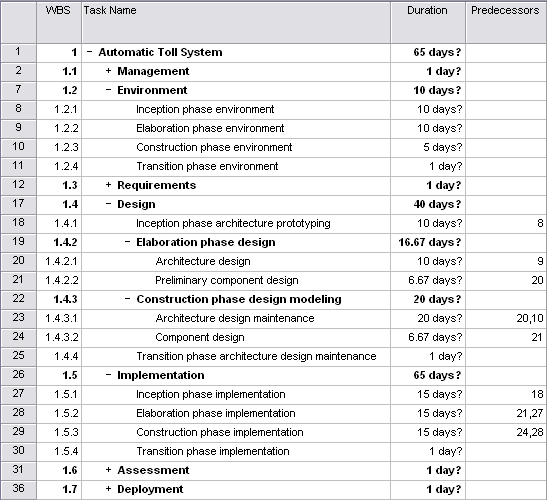 WBS Task Name Duration Predecessors
1 1 − Automatic Toll System 65 days?
2 1.1 + Management 1 day?
7 1.2 − Environment 10 days?
8 1.2.1 Inception phase environment 10 days?
9 1.2.2 Elaboration phase environment 10 days?
10 1.2.3 Construction phase environment 5 days?
11 1.2.4 Transition phase environment 1 day?
12 1.3 + Requirements 1 day?
17 1.4 − Design 40 days?
18 1.4.1 Inception phase architecture prototyping 10 days? 8
19 1.4.2 − Elaboration phase design 16.67 days?
20 1.4.2.1 Architecture design 10 days? 9
21 1.4.2.2 Preliminary component design 6.67 days? 20
22 1.4.3 − Construction phase design modeling 20 days?
23 1.4.3.1 Architecture design maintenance 20 days? 20,10
24 1.4.3.2 Component design 6.67 days? 21
25 1.4.4 Transition phase architecture design maintenance 1 day?
26 1.5 − Implementation 65 days?
27 1.5.1 Inception phase implementation 15 days? 18
28 1.5.2 Elaboration phase implementation 15 days? 21,27
29 1.5.3 Construction phase implementation 15 days? 24,28
30 1.5.4 Transition phase implementation 1 day?
31 1.6 + Assessment 1 day?
36 1.7 + Deployment 1 day?